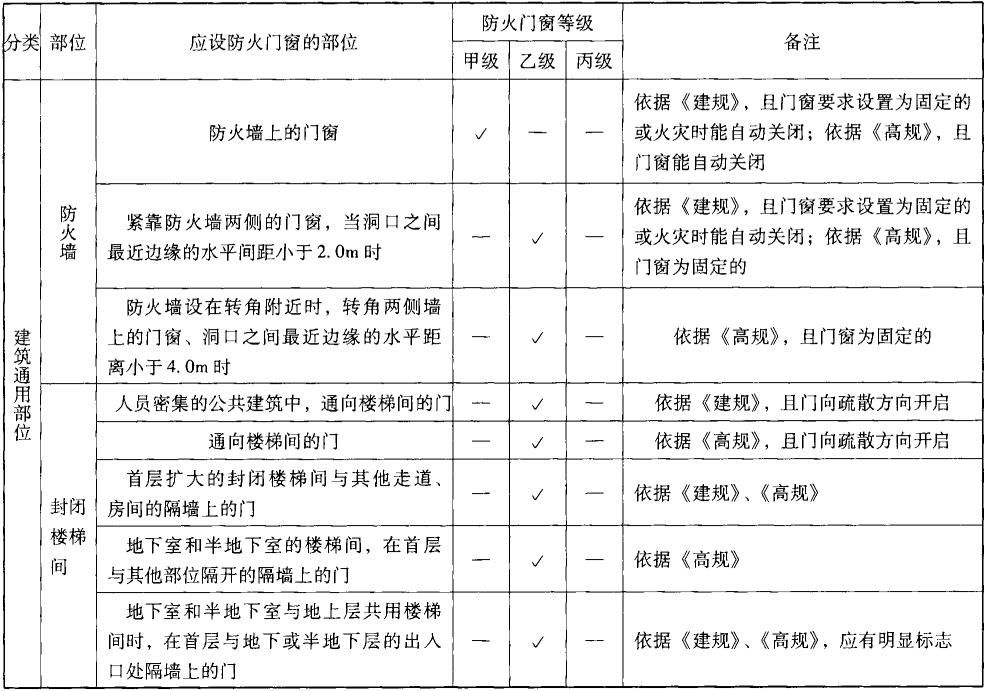 分类 部位 应设防火门窗的部位 防火门窗等级 备注
甲级 乙级 丙级
建筑通用部位
防火墙
防火墙上的门窗 ✓ — —
依据《建规》，且门窗要求设置为固定的
或火灾时能自动关闭；依据《高规》，且
门窗能自动关闭
紧靠防火墙两侧的门窗，当洞口之间
最近边缘的水平间距小于2.0m时
— ✓ —
依据《建规》，且门窗要求设置为固定的
或火灾时能自动关闭；依据《高规》，且
门窗为固定的
防火墙设在转角附近时，转角两侧墙
上的门窗、洞口之间最近边缘的水平距
离小于4.0m时
— ✓ —
依据《高规》，且门窗为固定的
封闭
楼梯
间
人员密集的公共建筑中，通向楼梯间的门 — ✓ — 依据《建规》，且门向疏散方向开启
通向楼梯间的门 — ✓ — 依据《高规》，且门向疏散方向开启
首层扩大的封闭楼梯间与其他走道、
房间的隔墙上的门
— ✓ —
依据《建规》、《高规》
地下室和半地下室的楼梯间，在首层
与其他部位隔开的隔墙上的门
— ✓ —
依据《高规》
地下室和半地下室与地上层共用楼梯
间时，在首层与地下或半地下层的出入
口处隔墙上的门
— ✓ —
依据《建规》、《高规》，应有明显标志